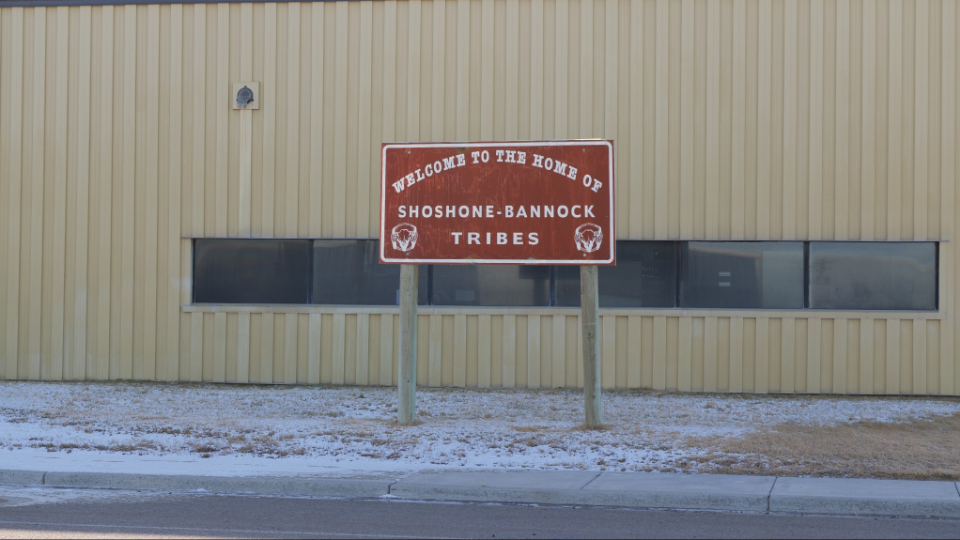 WELCOME TO THE HOME OF
SHOSHONE-BANNOCK
TRIBES